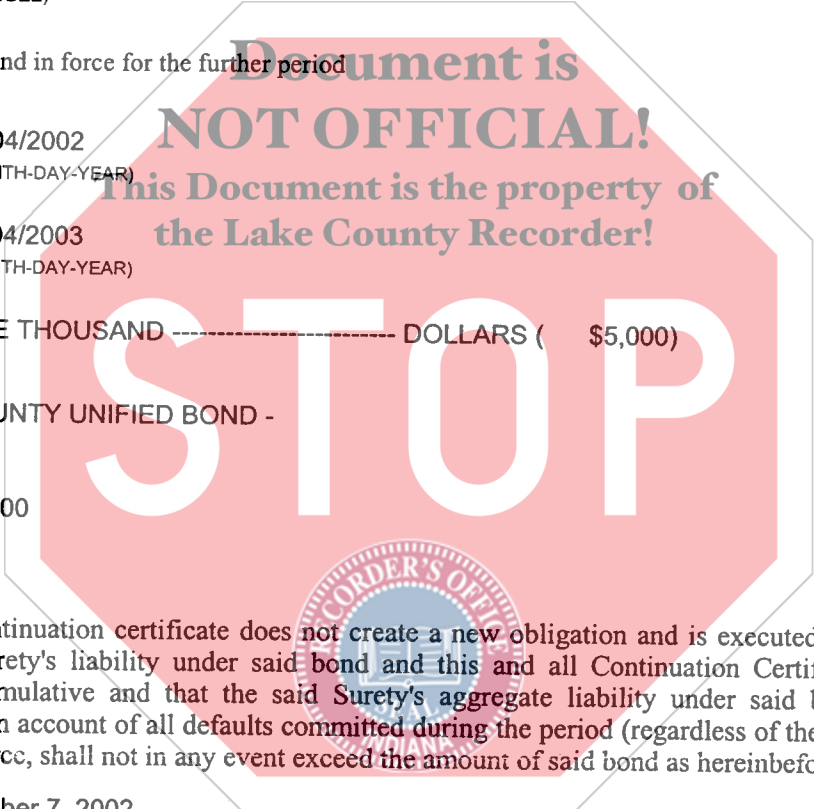 nd in force for the further period
Document is
NOT OFFICIAL!
04/2002
TH-DAY-YEAR)
This Document is the property of
the Lake County Recorder!
04/2003
TH-DAY-YEAR)
STOP
E THOUSAND -------------------------- DOLLARS ( $5,000)
UNTY UNIFIED BOND -
00
RECORDER'S OFFICE
SEAL
INDIANA
tinuation certificate does not create a new obligation and is executed
rety's liability under said bond and this and all Continuation Certif
mulative and that the said Surety's aggregate liability under said b
n account of all defaults committed during the period (regardless of the
rce, shall not in any event exceed the amount of said bond as hereinbefo
ber 7, 2002